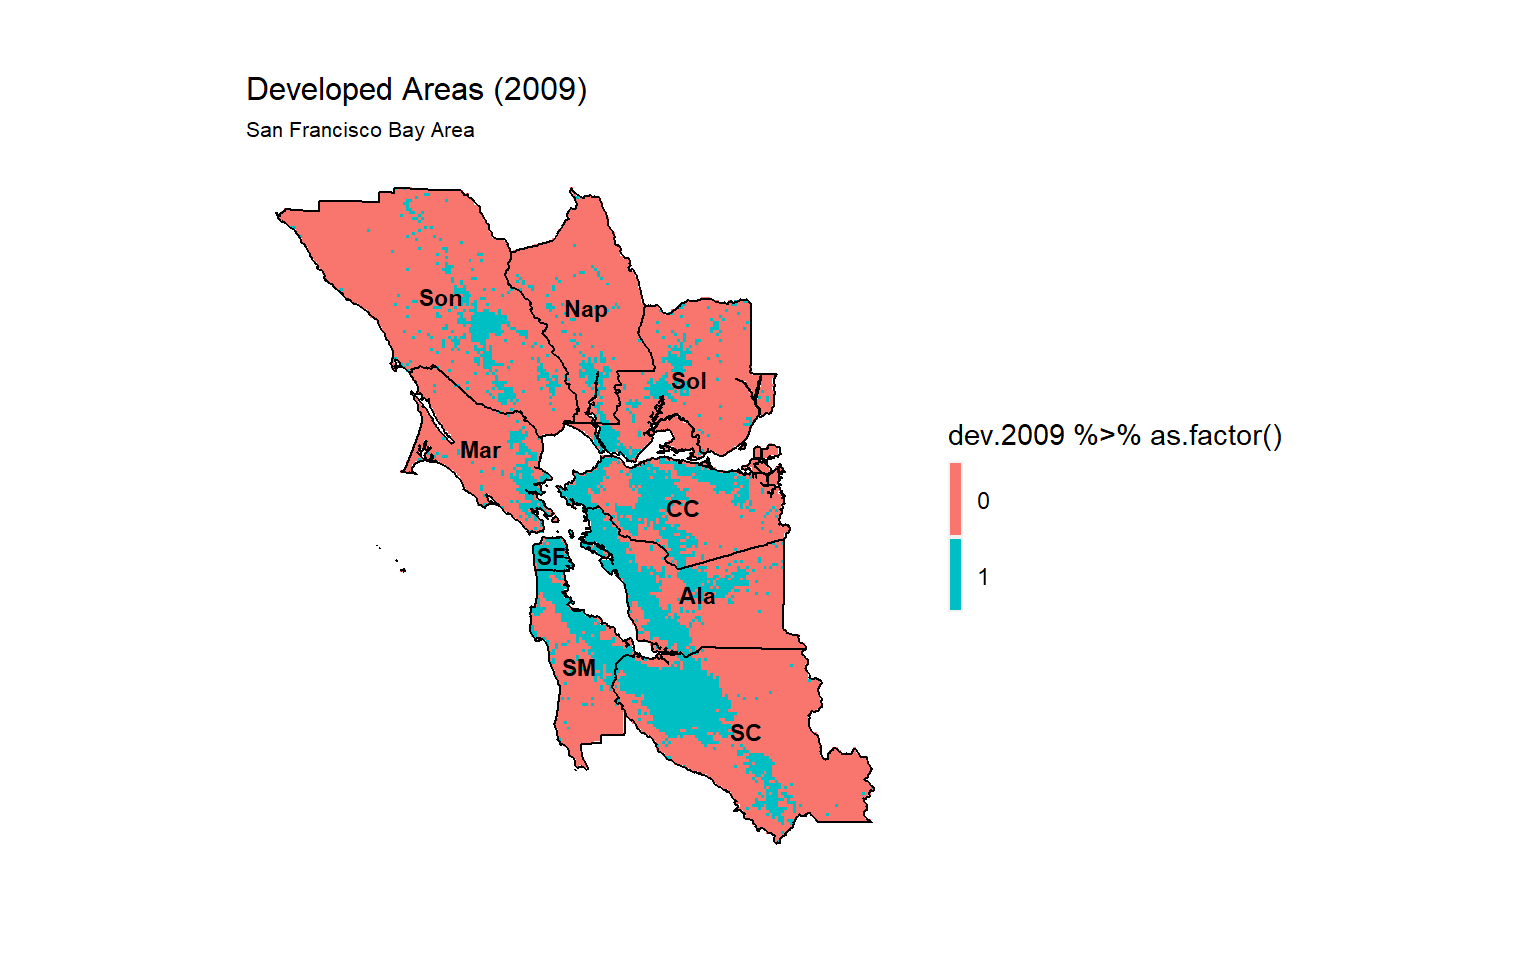 Developed Areas (2009)
San Francisco Bay Area
Son
Nap
Sol
Mar
CC
SF
Ala
SM
SC
dev.2009 %>% as.factor()
0
1